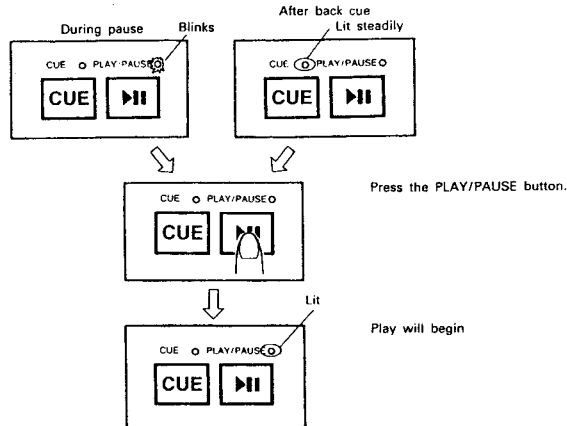 After back cue
During pause
Blinks
Lit steadily
CUE PLAY/PAUSE
CUE
CUE PLAY/PAUSE
CUE
CUE PLAY/PAUSE
CUE
Press the PLAY/PAUSE button.
Lit
CUE PLAY/PAUSE
CUE
Play will begin